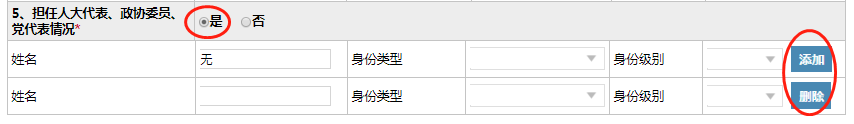 5、担任人大代表、政协委员、 是 否
党代表情况*
姓名 无 身份类型 身份级别 添加
姓名 身份类型 身份级别 删除